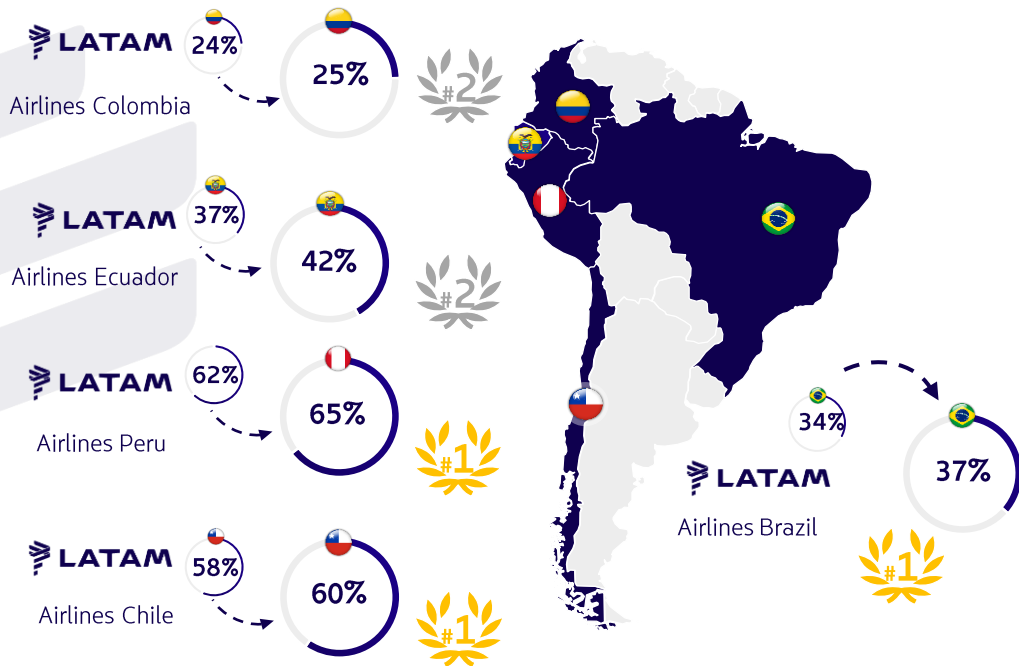 LATAM
24%
25%
#2
Airlines Colombia
LATAM
37%
42%
#2
Airlines Ecuador
LATAM
62%
65%
#1
Airlines Peru
LATAM
58%
60%
#1
Airlines Chile
34%
37%
LATAM
Airlines Brazil
#1